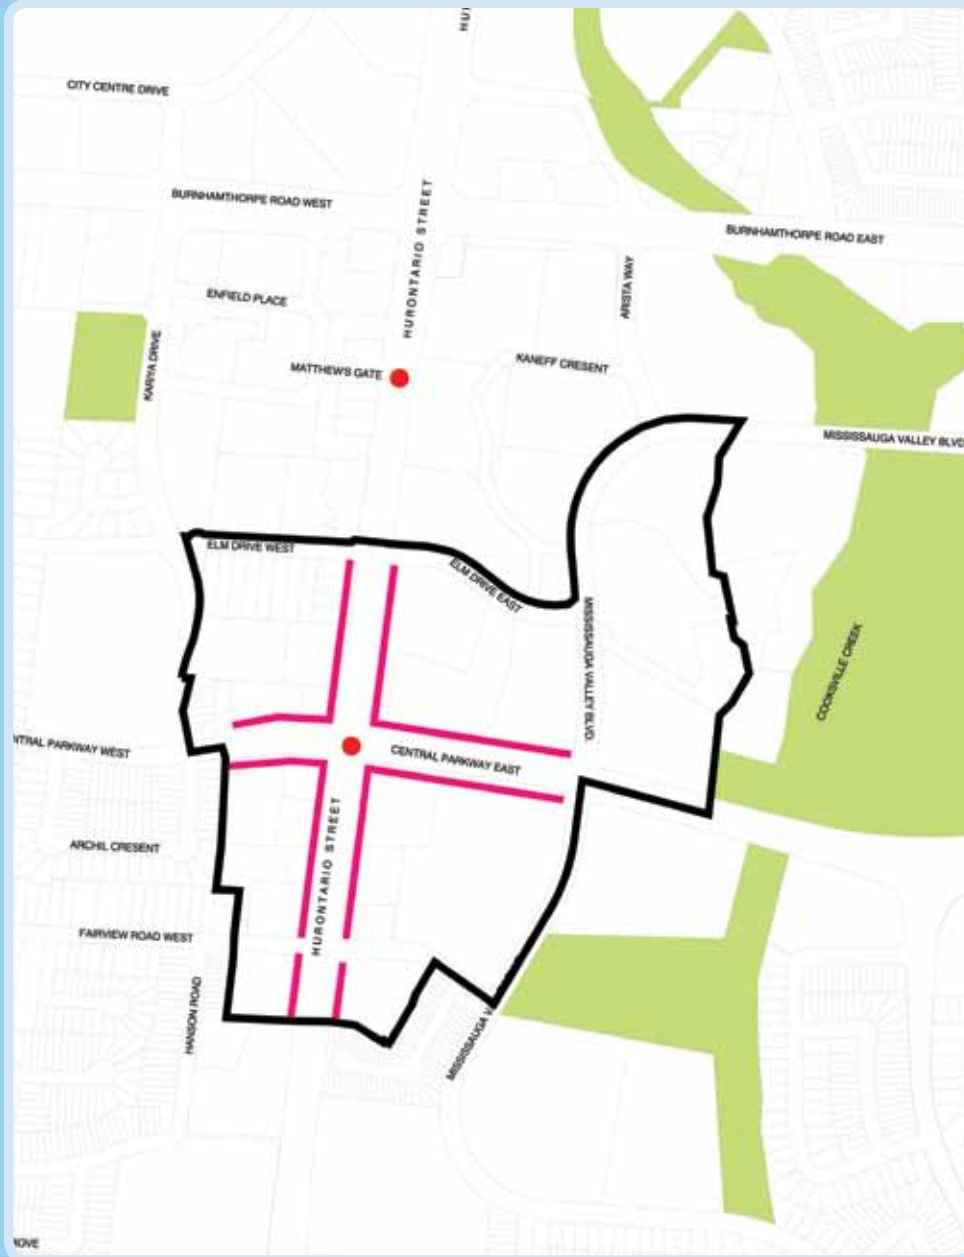 HU
CITY CENTRE DRIVE
BURNHAMTHORPE ROAD WEST
HURONTARIO STREET
BURNHAMTHORPE ROAD EAST
ARISTA WAY
ENFIELD PLACE
KARIYA DRIVE
MATTHEW'S GATE
KANEFF CRESENT
MISSISSAUGA VALLEY BLVD
ELM DRIVE WEST
ELM DRIVE EAST
MISSISSAUGA VALLEY BLVD.
COOKSVILLE CREEK
NTRAL PARKWAY WEST
CENTRAL PARKWAY EAST
HURONTARIO STREET
ARCHIL CRESENT
FAIRVIEW ROAD WEST
HANSON ROAD
MISSISSAUGA V
ROVE